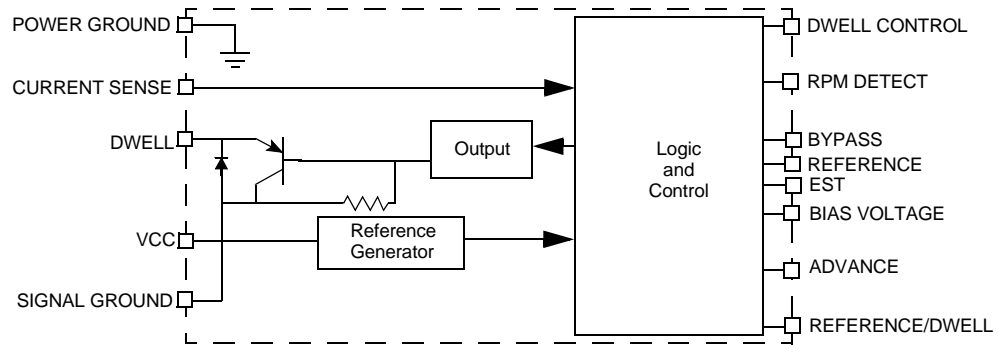 POWER GROUND
CURRENT SENSE
DWELL
VCC
SIGNAL GROUND
Output
Reference
Generator
Logic
and
Control
DWELL CONTROL
RPM DETECT
BYPASS
REFERENCE
EST
BIAS VOLTAGE
ADVANCE
REFERENCE/DWELL